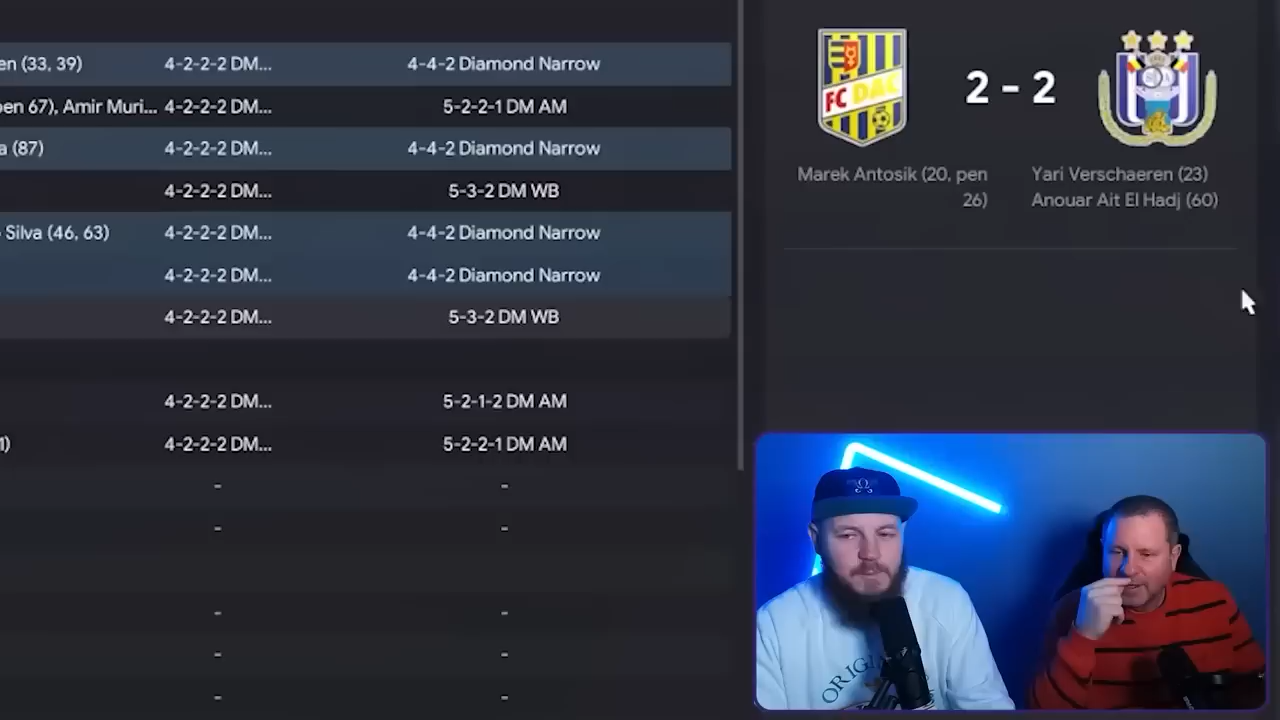 en (33, 39) 4-2-2-2 DM... 4-4-2 Diamond Narrow
pen 67), Amir Muri... 4-2-2-2 DM... 5-2-2-1 DM AM
a (87) 4-2-2-2 DM... 4-4-2 Diamond Narrow
4-2-2-2 DM... 5-3-2 DM WB
Silva (46, 63) 4-2-2-2 DM... 4-4-2 Diamond Narrow
4-2-2-2 DM... 4-4-2 Diamond Narrow
4-2-2-2 DM... 5-3-2 DM WB
4-2-2-2 DM... 5-2-1-2 DM AM
1) 4-2-2-2 DM... 5-2-2-1 DM AM
- -
- -
- -
- -
- -
FC DAC
2 - 2
Marek Antosik (20, pen
26)
Yari Verschaeren (23)
Anouar Ait El Hadj (60)
ORIGI